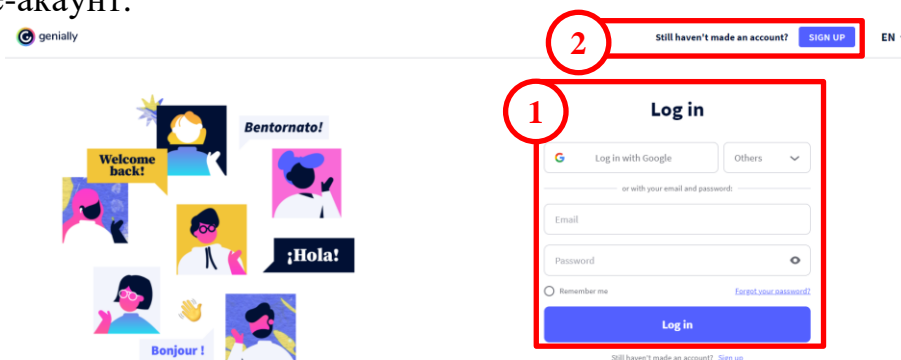 е-акаунт.
genially
2
Still haven't made an account?
SIGN UP
EN
1
Log in
Bentornato!
Welcome
back!
G
Log in with Google
Others
or with your email and password:
Email
Password
¡Hola!
Remember me
Forgot your password?
Log in
Bonjour !
Still haven't made an account? Sign up